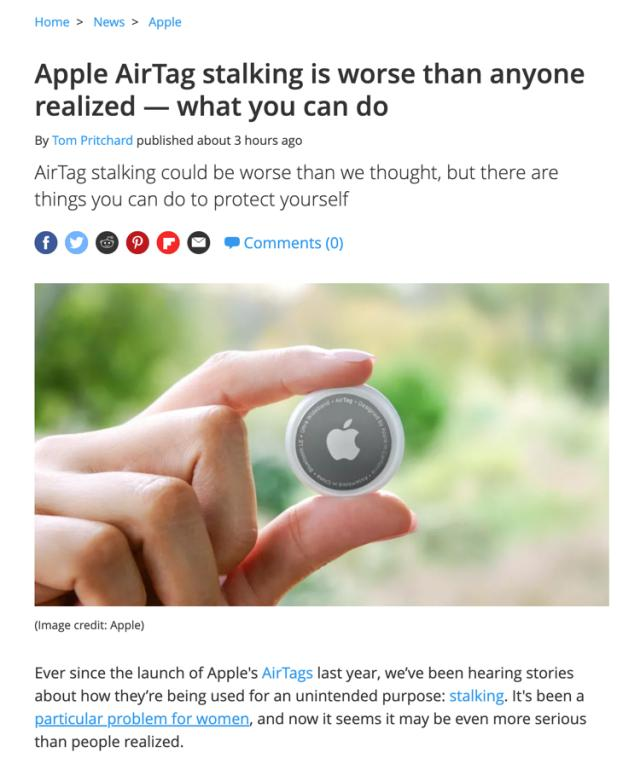 Home > News > Apple
Apple AirTag stalking is worse than anyone
realized — what you can do
By Tom Pritchard published about 3 hours ago
AirTag stalking could be worse than we thought, but there are
things you can do to protect yourself
Comments (0)
(Image credit: Apple)
Ever since the launch of Apple's AirTags last year, we’ve been hearing stories
about how they’re being used for an unintended purpose: stalking. It's been a
particular problem for women, and now it seems it may be even more serious
than people realized.